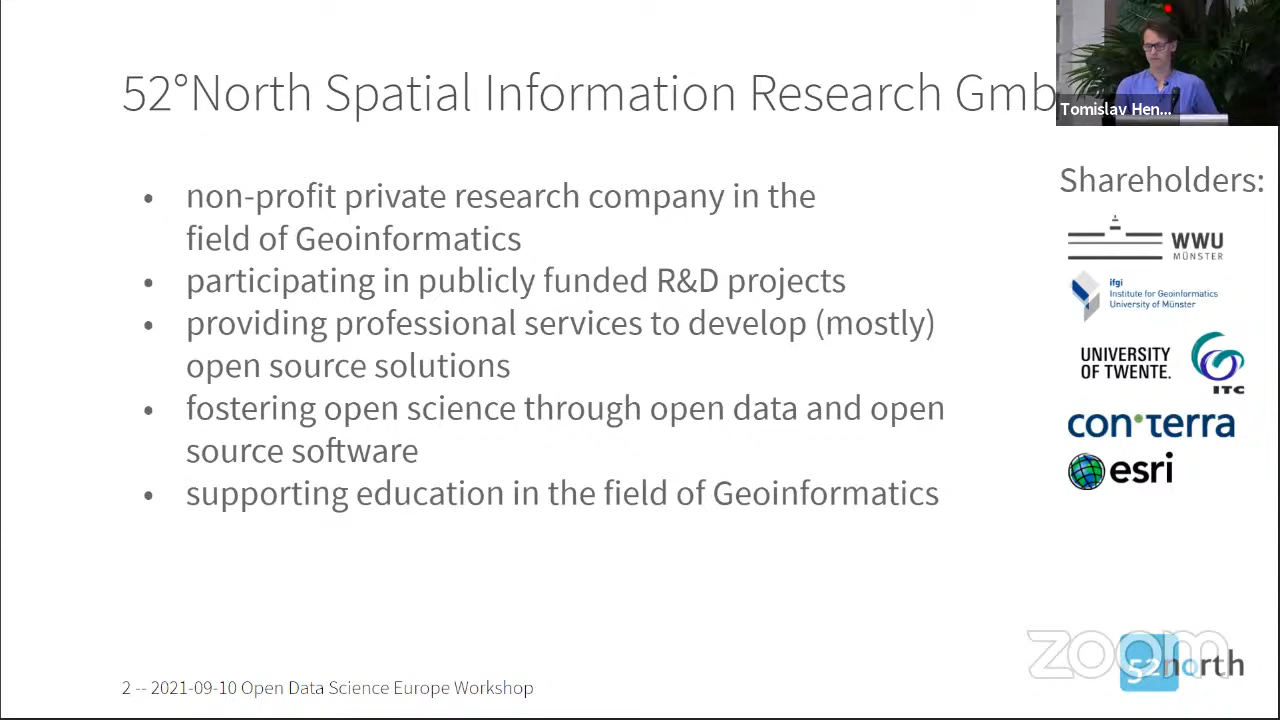 52°North Spatial Information Research Gmb
Tomislav Hen...
• non-profit private research company in the
field of Geoinformatics
• participating in publicly funded R&D projects
• providing professional services to develop (mostly)
open source solutions
• fostering open science through open data and open
source software
• supporting education in the field of Geoinformatics
Shareholders:
WWU
MÜNSTER
ifgi
Institute for Geoinformatics
University of Münster
UNIVERSITY
OF TWENTE.
ITC
con·terra
esri
zoom
52north
2 -- 2021-09-10 Open Data Science Europe Workshop